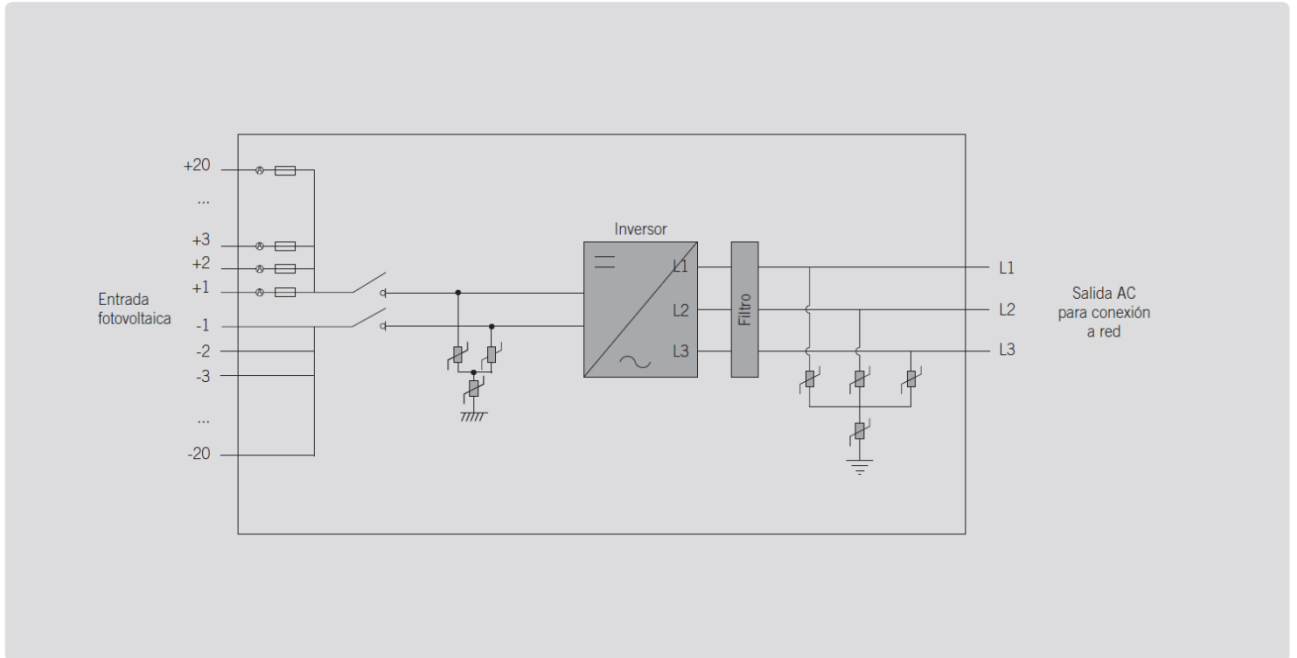 +20
...
+3
+2
+1
Entrada
fotovoltaica
-1
-2
-3
...
-20
Inversor
L1
L2
L3
Filtro
L1
L2
L3
Salida AC
para conexión
a red